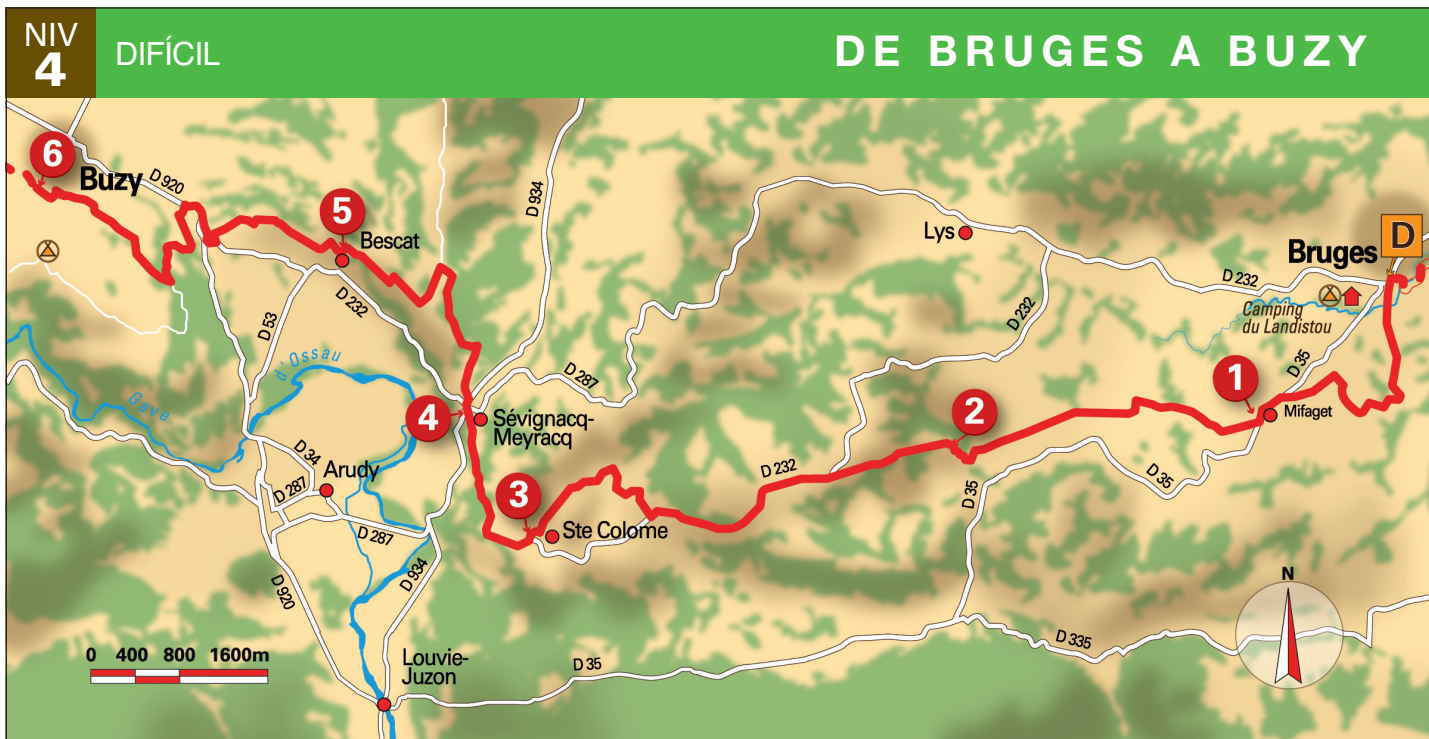 NIV
4
DIFÍCIL
DE BRUGES A BUZY
6
Buzy
D 920
5
Bescat
D 934
Lys
D 232
Bruges
D
Camping
du Landistou
D 232
D 53
d'Ossau
Gave
D 287
D 232
D 35
1
Mifaget
4
Sévignacq-
Meyracq
2
D 34
Arudy
D 287
3
Ste Colome
D 232
D 35
D 35
D 287
D 934
D 920
N
0 400 800 1600m
Louvie-
Juzon
D 35
D 335